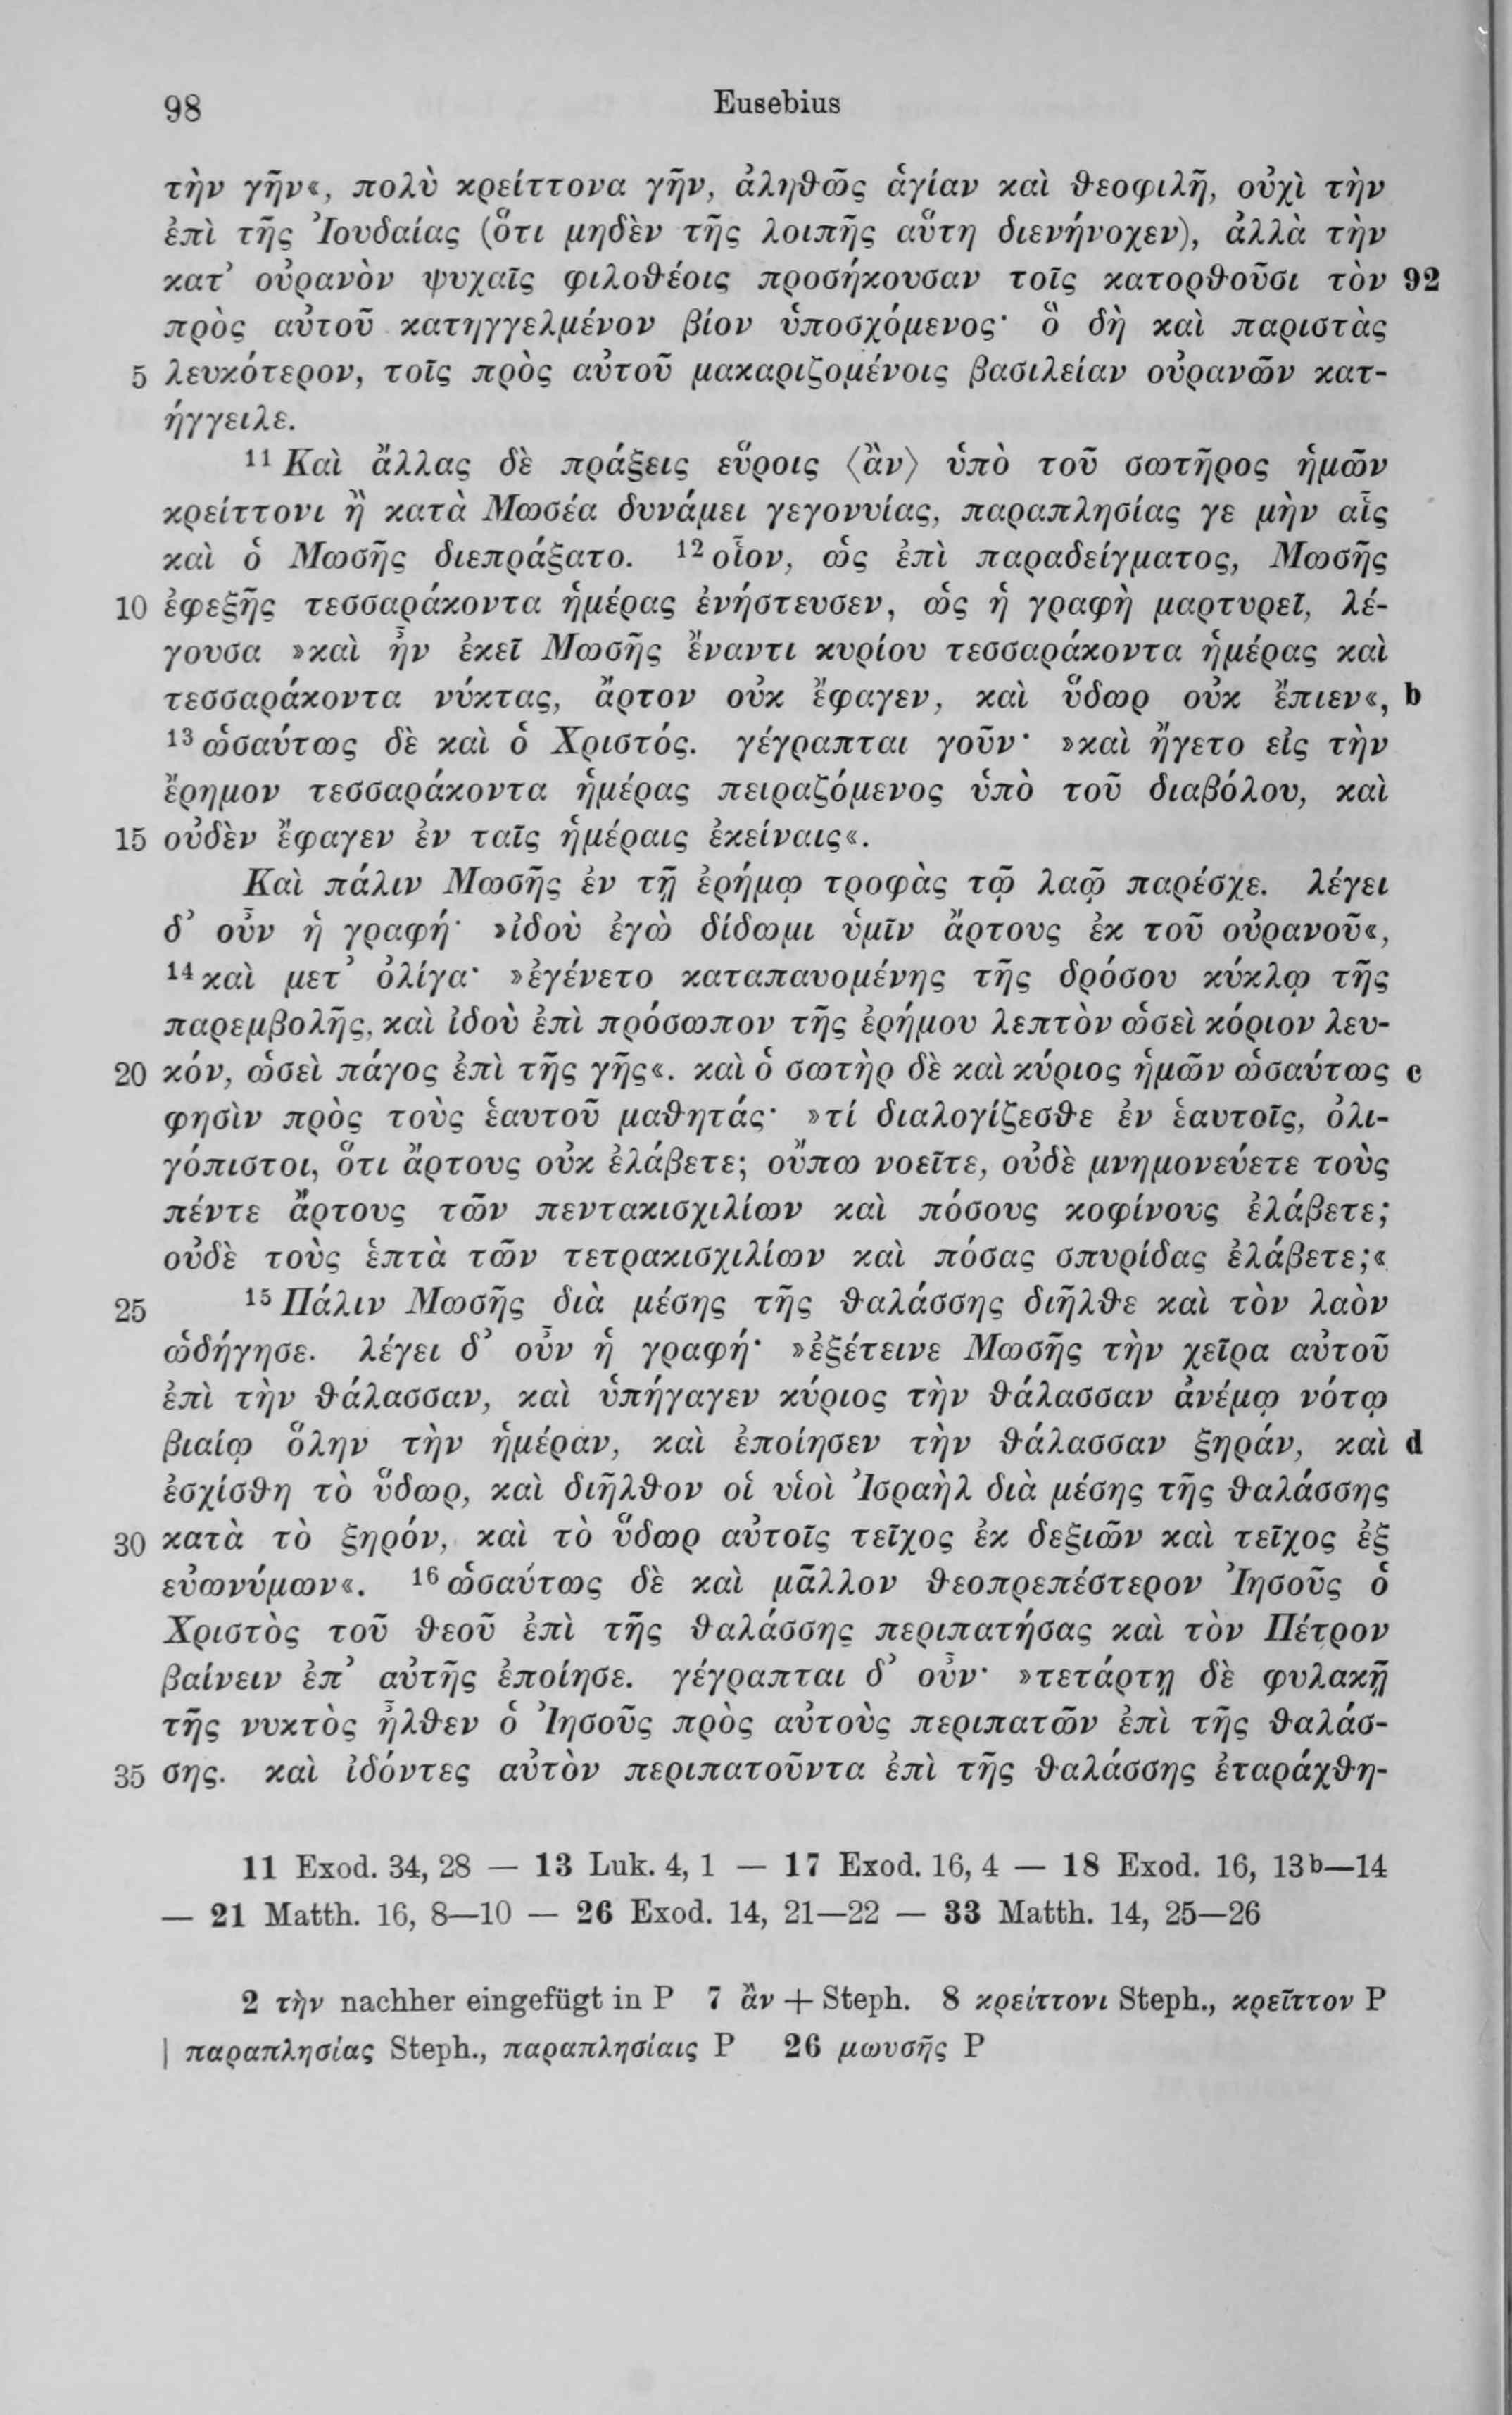 98 Eusebius
τὴν γῆν«, πολὺ κρείττονα γῆν, ἀληθῶς ἁγίαν καὶ θεοφιλῆ, οὐχὶ τὴν
ἐπὶ τῆς Ἰουδαίας (ὅτι μηδὲν τῆς λοιπῆς αὕτη διενήνοχεν), ἀλλὰ τὴν
κατ’ οὐρανὸν ψυχαῖς φιλοθέοις προσήκουσαν τοῖς κατορθοῦσι τὸν 92
πρὸς αὐτοῦ κατηγγελμένον βίον ὑποσχόμενος· ὃ δὴ καὶ παριστὰς
5 λευκότερον, τοῖς πρὸς αὐτοῦ μακαριζομένοις βασιλείαν οὐρανῶν κατ-
ήγγειλε.
11 Καὶ ἄλλας δὲ πράξεις εὕροις ⟨ἂν⟩ ὑπὸ τοῦ σωτῆρος ἡμῶν
κρείττονι ἢ κατὰ Μωσέα δυνάμει γεγονυίας, παραπλησίας γε μὴν αἷς
καὶ ὁ Μωσῆς διεπράξατο. 12 οἷον, ὡς ἐπὶ παραδείγματος, Μωσῆς
10 ἐφεξῆς τεσσαράκοντα ἡμέρας ἐνήστευσεν, ὡς ἡ γραφὴ μαρτυρεῖ, λέ-
γουσα »καὶ ἦν ἐκεῖ Μωσῆς ἔναντι κυρίου τεσσαράκοντα ἡμέρας καὶ
τεσσαράκοντα νύκτας, ἄρτον οὐκ ἔφαγεν, καὶ ὕδωρ οὐκ ἔπιεν«, b
13 ὡσαύτως δὲ καὶ ὁ Χριστός. γέγραπται γοῦν· »καὶ ἤγετο εἰς τὴν
ἔρημον τεσσαράκοντα ἡμέρας πειραζόμενος ὑπὸ τοῦ διαβόλου, καὶ
15 οὐδὲν ἔφαγεν ἐν ταῖς ἡμέραις ἐκείναις«.
Καὶ πάλιν Μωσῆς ἐν τῇ ἐρήμῳ τροφὰς τῷ λαῷ παρέσχε. λέγει
δ’ οὖν ἡ γραφή· »ἰδοὺ ἐγὼ δίδωμι ὑμῖν ἄρτους ἐκ τοῦ οὐρανοῦ«,
14 καὶ μετ’ ὀλίγα· »ἐγένετο καταπαυομένης τῆς δρόσου κύκλῳ τῆς
παρεμβολῆς, καὶ ἰδοὺ ἐπὶ πρόσωπον τῆς ἐρήμου λεπτὸν ὡσεὶ κόριον λευ-
20 κόν, ὡσεὶ πάγος ἐπὶ τῆς γῆς«. καὶ ὁ σωτὴρ δὲ καὶ κύριος ἡμῶν ὡσαύτως c
φησὶν πρὸς τοὺς ἑαυτοῦ μαθητάς· »τί διαλογίζεσθε ἐν ἑαυτοῖς, ὀλι-
γόπιστοι, ὅτι ἄρτους οὐκ ἐλάβετε; οὔπω νοεῖτε, οὐδὲ μνημονεύετε τοὺς
πέντε ἄρτους τῶν πεντακισχιλίων καὶ πόσους κοφίνους ἐλάβετε;
οὐδὲ τοὺς ἑπτὰ τῶν τετρακισχιλίων καὶ πόσας σπυρίδας ἐλάβετε;«
25 15 Πάλιν Μωσῆς διὰ μέσης τῆς θαλάσσης διῆλθε καὶ τὸν λαὸν
ὡδήγησε. λέγει δ’ οὖν ἡ γραφή· »ἐξέτεινε Μωσῆς τὴν χεῖρα αὐτοῦ
ἐπὶ τὴν θάλασσαν, καὶ ὑπήγαγεν κύριος τὴν θάλασσαν ἀνέμῳ νότῳ
βιαίῳ ὅλην τὴν ἡμέραν, καὶ ἐποίησεν τὴν θάλασσαν ξηράν, καὶ d
ἐσχίσθη τὸ ὕδωρ, καὶ διῆλθον οἱ υἱοὶ Ἰσραὴλ διὰ μέσης τῆς θαλάσσης
30 κατὰ τὸ ξηρόν, καὶ τὸ ὕδωρ αὐτοῖς τεῖχος ἐκ δεξιῶν καὶ τεῖχος ἐξ
εὐωνύμων«. 16 ὡσαύτως δὲ καὶ μᾶλλον θεοπρεπέστερον Ἰησοῦς ὁ
Χριστὸς τοῦ θεοῦ ἐπὶ τῆς θαλάσσης περιπατήσας καὶ τὸν Πέτρον
βαίνειν ἐπ’ αὐτῆς ἐποίησε. γέγραπται δ’ οὖν· »τετάρτῃ δὲ φυλακῇ
τῆς νυκτὸς ἦλθεν ὁ Ἰησοῦς πρὸς αὐτοὺς περιπατῶν ἐπὶ τῆς θαλάσ-
35 σης. καὶ ἰδόντες αὐτὸν περιπατοῦντα ἐπὶ τῆς θαλάσσης ἐταράχθη-
11 Exod. 34, 28 — 13 Luk. 4, 1 — 17 Exod. 16, 4 — 18 Exod. 16, 13b—14
— 21 Matth. 16, 8—10 — 26 Exod. 14, 21—22 — 33 Matth. 14, 25—26
2 τὴν nachher eingefügt in P 7 ἂν + Steph. 8 κρείττονι Steph., κρεῖττον P
| παραπλησίας Steph., παραπλησίαις P 26 μωυσῆς P